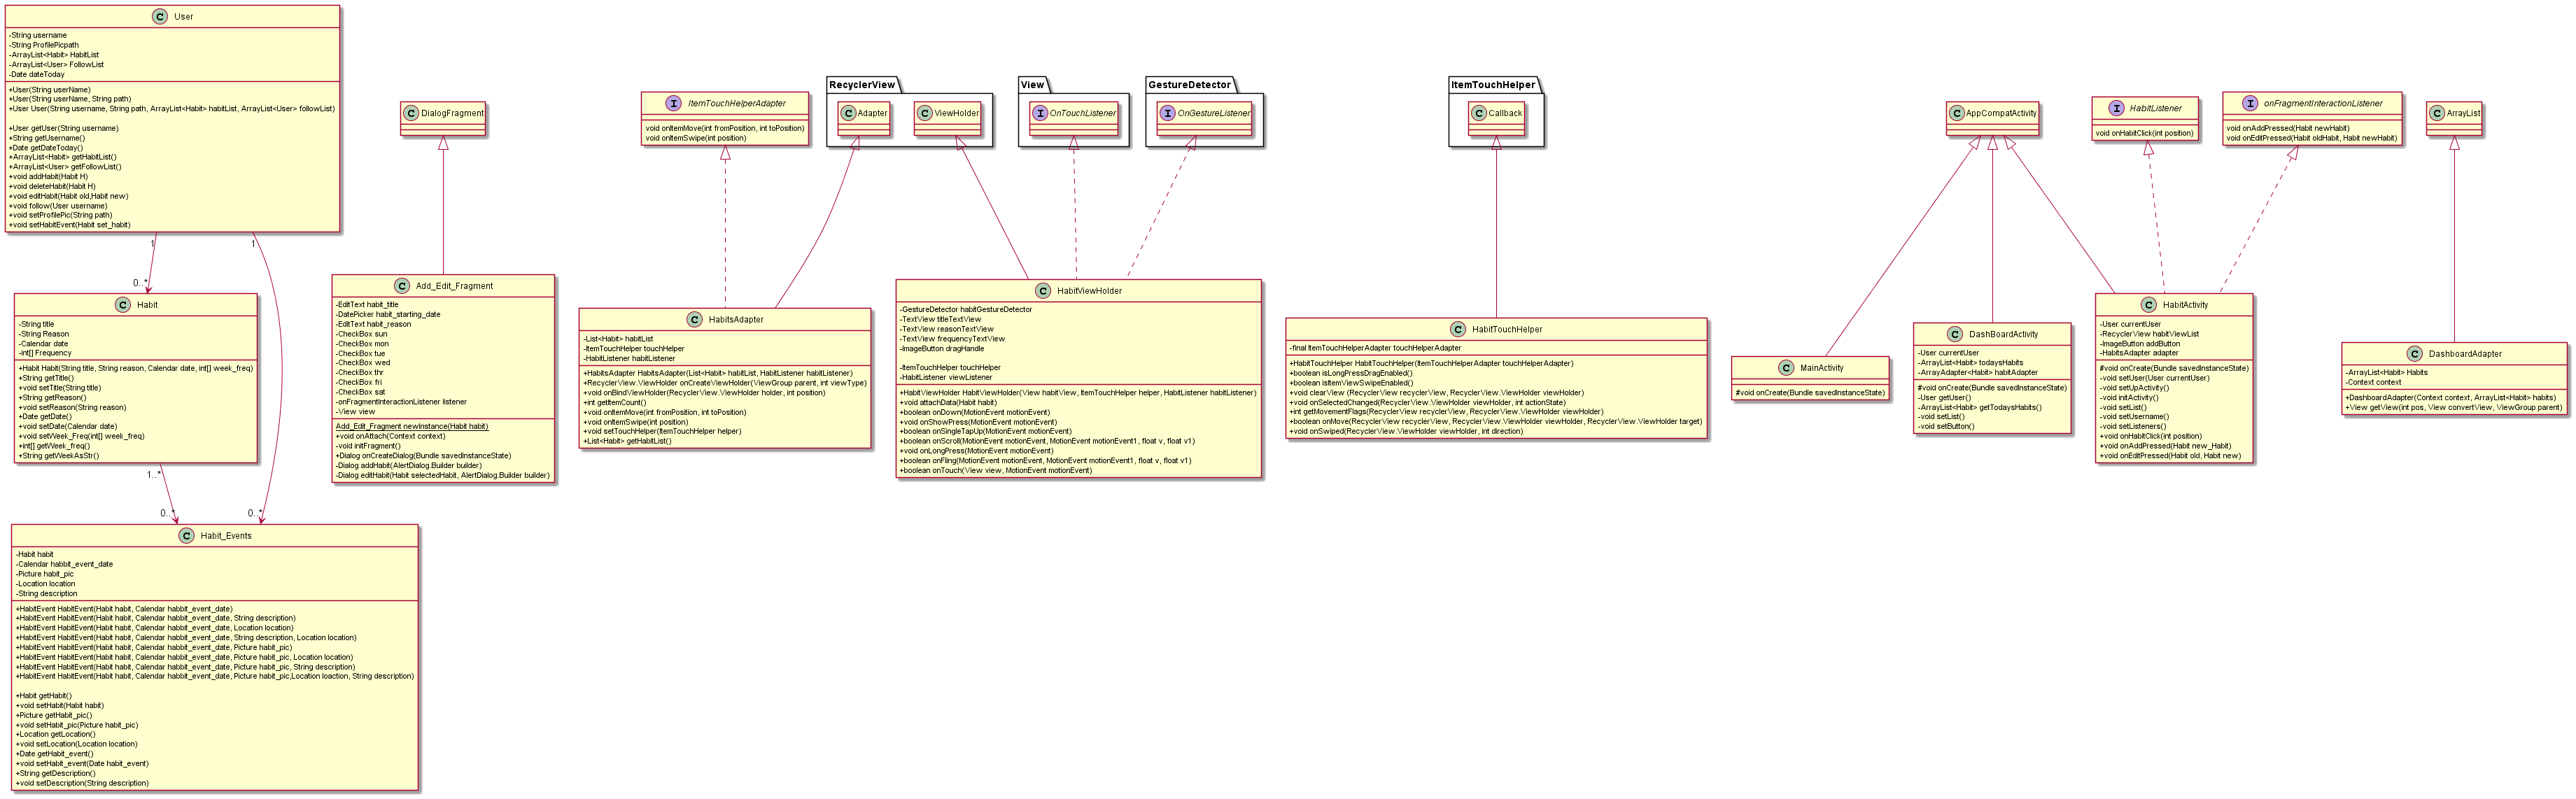 User
-String username
-String ProfilePicpath
-ArrayList<Habit> HabitList
-ArrayList<User> FollowList
-Date dateToday
+User(String userName)
+User(String userName, String path)
+User User(String username, String path, ArrayList<Habit> habitList, ArrayList<User> followList)
+User getUser(String username)
+String getUsername()
+Date getDateToday()
+ArrayList<Habit> getHabitList()
+ArrayList<User> getFollowList()
+void addHabit(Habit H)
+void deleteHabit(Habit H)
+void editHabit(Habit old,Habit new)
+void follow(User username)
+void setProfilePic(String path)
+void setHabitEvent(Habit set_habit)
1
1
0..*
Habit
-String title
-String Reason
-Calendar date
-int[] Frequency
+Habit Habit(String title, String reason, Calendar date, int[] week_freq)
+String getTitle()
+void setTitle(String title)
+String getReason()
+void setReason(String reason)
+Date getDate()
+void setDate(Calendar date)
+void setWeek_Freq(int[] week_freq)
+int[] getWeek_freq()
+String getWeekAsStr()
1..*
0..*
0..*
Habit_Events
-Habit habit
-Calendar habbit_event_date
-Picture habit_pic
-Location location
-String description
+HabitEvent HabitEvent(Habit habit, Calendar habbit_event_date)
+HabitEvent HabitEvent(Habit habit, Calendar habbit_event_date, String description)
+HabitEvent HabitEvent(Habit habit, Calendar habbit_event_date, Location location)
+HabitEvent HabitEvent(Habit habit, Calendar habbit_event_date, String description, Location location)
+HabitEvent HabitEvent(Habit habit, Calendar habbit_event_date, Picture habit_pic)
+HabitEvent HabitEvent(Habit habit, Calendar habbit_event_date, Picture habit_pic, Location location)
+HabitEvent HabitEvent(Habit habit, Calendar habbit_event_date, Picture habit_pic, String description)
+HabitEvent HabitEvent(Habit habit, Calendar habbit_event_date, Picture habit_pic,Location loaction, String description)
+Habit getHabit()
+void setHabit(Habit habit)
+Picture getHabit_pic()
+void setHabit_pic(Picture habit_pic)
+Location getLocation()
+void setLocation(Location location)
+Date getHabit_event()
+void setHabit_event(Date habit_event)
+String getDescription()
+void setDescription(String description)
DialogFragment
Add_Edit_Fragment
-EditText habit_title
-DatePicker habit_starting_date
-EditText habit_reason
-CheckBox sun
-CheckBox mon
-CheckBox tue
-CheckBox wed
-CheckBox thr
-CheckBox fri
-CheckBox sat
-onFragmentInteractionListener listener
-View view
Add_Edit_Fragment newInstance(Habit habit)
+void onAttach(Context context)
-void initFragment()
+Dialog onCreateDialog(Bundle savedInstanceState)
-Dialog addHabit(AlertDialog.Builder builder)
-Dialog editHabit(Habit selectedHabit, AlertDialog.Builder builder)
ItemTouchHelperAdapter
void onItemMove(int fromPosition, int toPosition)
void onItemSwipe(int position)
RecyclerView
Adapter
ViewHolder
View
OnTouchListener
GestureDetector
OnGestureListener
HabitsAdapter
-List<Habit> habitList
-ItemTouchHelper touchHelper
-HabitListener habitListener
+HabitsAdapter HabitsAdapter(List<Habit> habitList, HabitListener habitListener)
+RecyclerView.ViewHolder onCreateViewHolder(ViewGroup parent, int viewType)
+void onBindViewHolder(RecyclerView.ViewHolder holder, int position)
+int getItemCount()
+void onItemMove(int fromPosition, int toPosition)
+void onItemSwipe(int position)
+void setTouchHelper(ItemTouchHelper helper)
+List<Habit> getHabitList()
HabitViewHolder
-GestureDetector habitGestureDetector
-TextView titleTextView
-TextView reasonTextView
-TextView frequencyTextView
-ImageButton dragHandle
-ItemTouchHelper touchHelper
-HabitListener viewListener
+HabitViewHolder HabitViewHolder(View habitView, ItemTouchHelper helper, HabitListener habitListener)
+void attachData(Habit habit)
+boolean onDown(MotionEvent motionEvent)
+void onShowPress(MotionEvent motionEvent)
+boolean onSingleTapUp(MotionEvent motionEvent)
+boolean onScroll(MotionEvent motionEvent, MotionEvent motionEvent1, float v, float v1)
+void onLongPress(MotionEvent motionEvent)
+boolean onFling(MotionEvent motionEvent, MotionEvent motionEvent1, float v, float v1)
+boolean onTouch(View view, MotionEvent motionEvent)
ItemTouchHelper
Callback
HabitTouchHelper
-final ItemTouchHelperAdapter touchHelperAdapter
+HabitTouchHelper HabitTouchHelper(ItemTouchHelperAdapter touchHelperAdapter)
+boolean isLongPressDragEnabled()
+boolean isItemViewSwipeEnabled()
+void clearView (RecyclerView recyclerView, RecyclerView.ViewHolder viewHolder)
+void onSelectedChanged(RecyclerView.ViewHolder viewHolder, int actionState)
+int getMovementFlags(RecyclerView recyclerView, RecyclerView.ViewHolder viewHolder)
+boolean onMove(RecyclerView recyclerView, RecyclerView.ViewHolder viewHolder, RecyclerView.ViewHolder target)
+void onSwiped(RecyclerView.ViewHolder viewHolder, int direction)
AppCompatActivity
HabitListener
void onHabitClick(int position)
onFragmentInteractionListener
void onAddPressed(Habit newHabit)
void onEditPressed(Habit oldHabit, Habit newHabit)
ArrayList
MainActivity
#void onCreate(Bundle savedInstanceState)
DashBoardActivity
-User currentUser
-ArrayList<Habit> todaysHabits
-ArrayAdapter<Habit> habitAdapter
#void onCreate(Bundle savedInstanceState)
-User getUser()
-ArrayList<Habit> getTodaysHabits()
-void setList()
-void setButton()
HabitActivity
-User currentUser
-RecyclerView habitViewList
-ImageButton addButton
-HabitsAdapter adapter
#void onCreate(Bundle savedInstanceState)
-void setUser(User currentUser)
-void setUpActivity()
-void initActivity()
-void setList()
-void setUsername()
-void setListeners()
+void onHabitClick(int position)
+void onAddPressed(Habit new_Habit)
+void onEditPressed(Habit old, Habit new)
DashboardAdapter
-ArrayList<Habit> Habits
-Context context
+DashboardAdapter(Context context, ArrayList<Habit> habits)
+View getView(int pos, View convertView, ViewGroup parent)